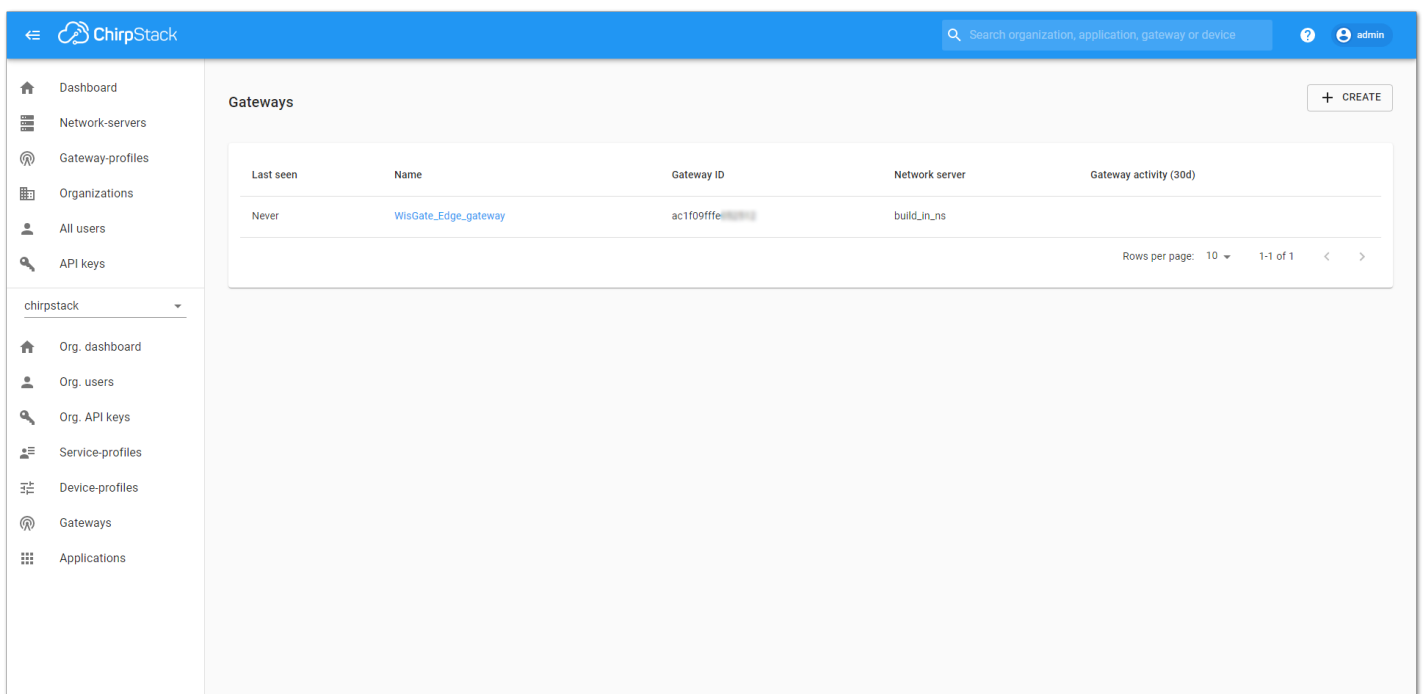 ChirpStack
Search organization, application, gateway or device
? admin
Dashboard
Network-servers
Gateway-profiles
Organizations
All users
API keys
chirpstack
Org. dashboard
Org. users
Org. API keys
Service-profiles
Device-profiles
Gateways
Applications
Gateways
+ CREATE
Last seen Name Gateway ID Network server Gateway activity (30d)
Never WisGate_Edge_gateway ac1f09fffe build_in_ns
Rows per page: 10 1-1 of 1